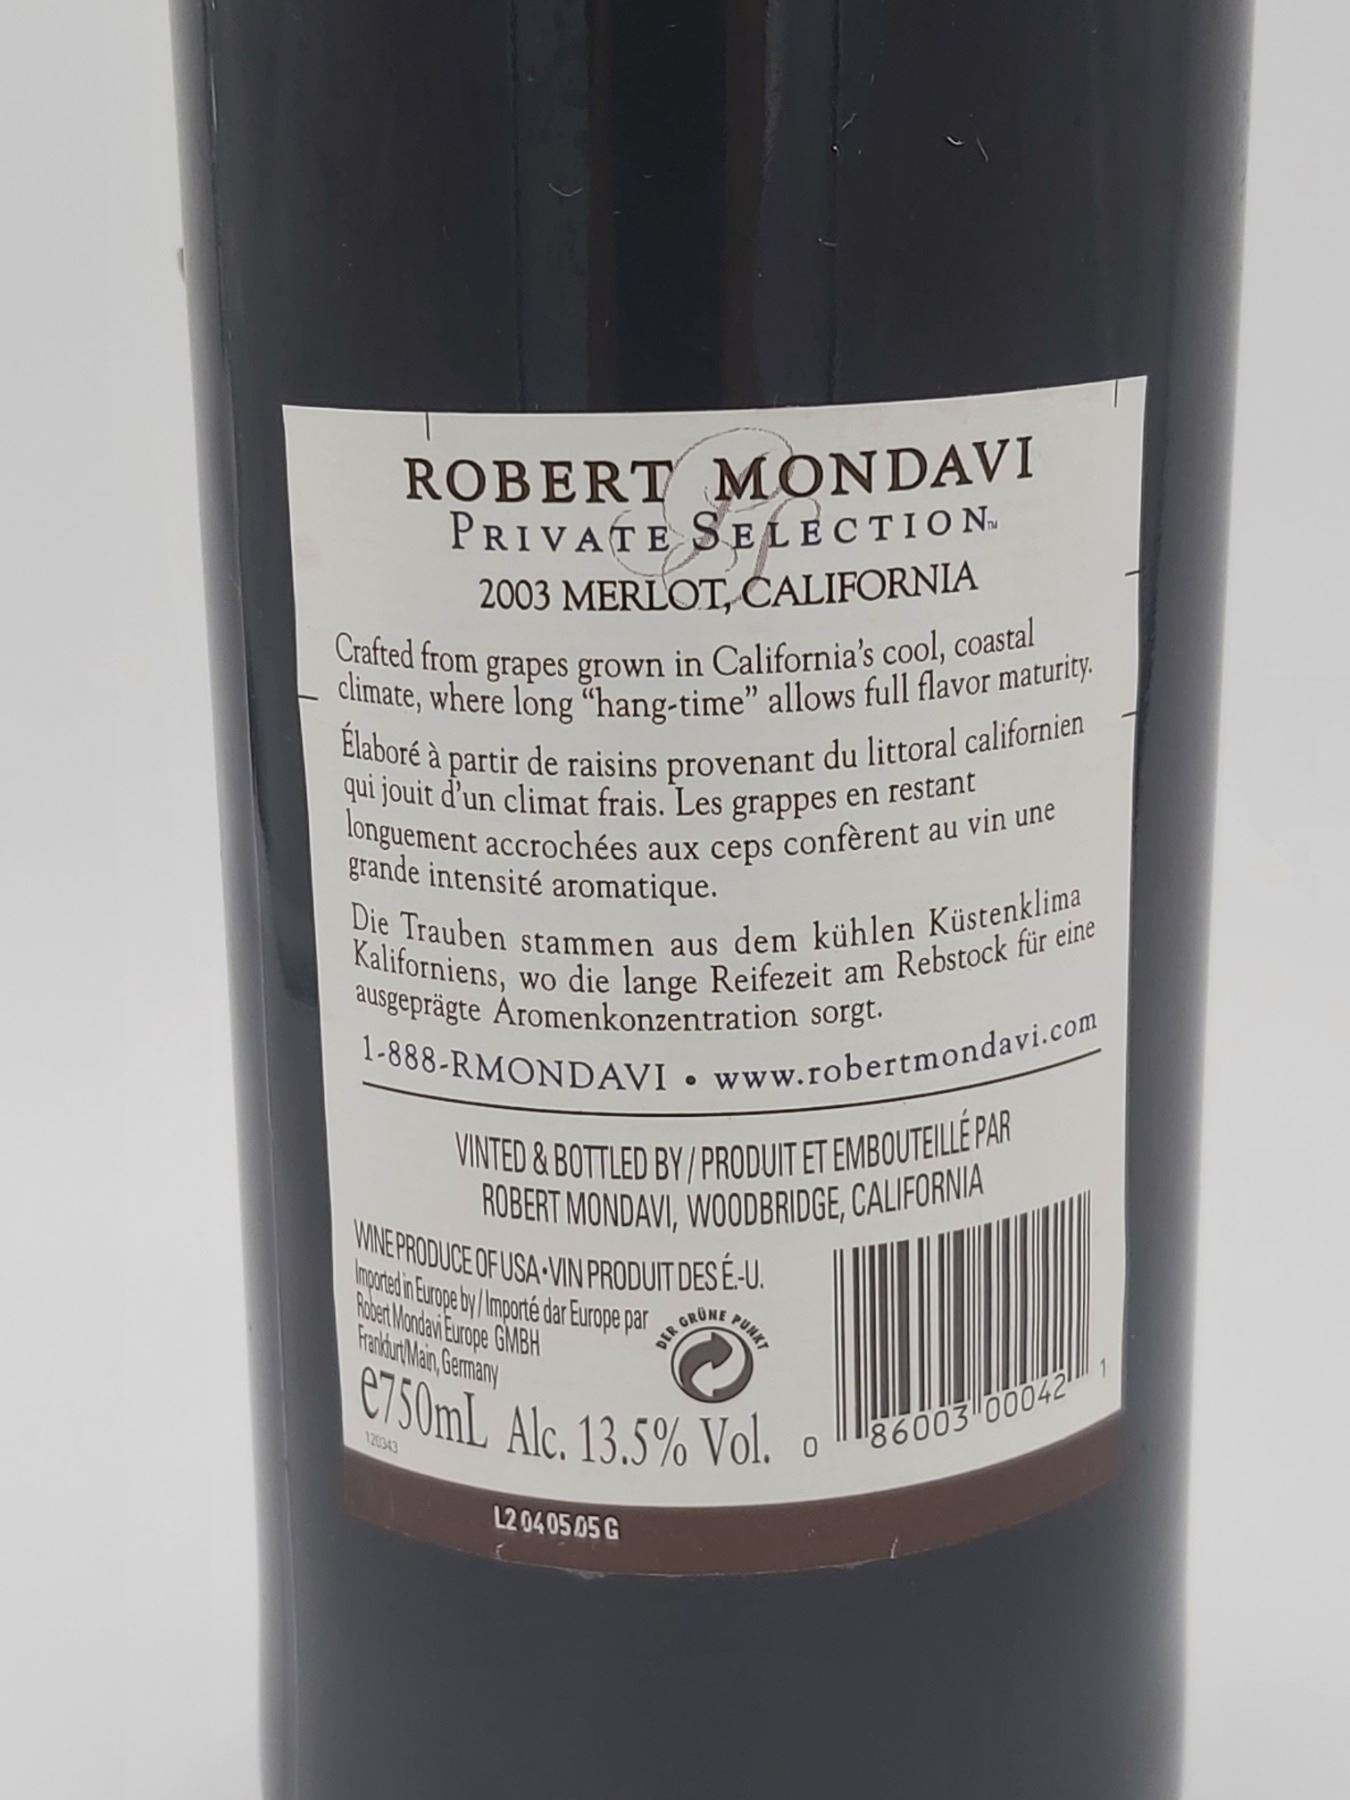 ROBERT MONDAVI
PRIVATE SELECTION™
2003 MERLOT, CALIFORNIA
Crafted from grapes grown in California's cool, coastal
climate, where long “hang-time” allows full flavor maturity.
Élaboré à partir de raisins provenant du littoral californien
qui jouit d'un climat frais. Les grappes en restant
longuement accrochées aux ceps confèrent au vin une
grande intensité aromatique.
Die Trauben stammen aus dem kühlen Küstenklima
Kaliforniens, wo die lange Reifezeit am Rebstock für eine
ausgeprägte Aromenkonzentration sorgt.
1-888-RMONDAVI • www.robertmondavi.com
VINTED & BOTTLED BY / PRODUIT ET EMBOUTEILLÉ PAR
ROBERT MONDAVI, WOODBRIDGE, CALIFORNIA
WINE PRODUCE OF USA•VIN PRODUIT DES É.-U.
Imported in Europe by / Importé dar Europe par
Robert Mondavi Europe GMBH
Frankfurt/Main, Germany
DER GRÜNE PUNKT
e750mL Alc. 13.5% Vol.
0 86003 00042 1
120343
L2 04 05 05 G